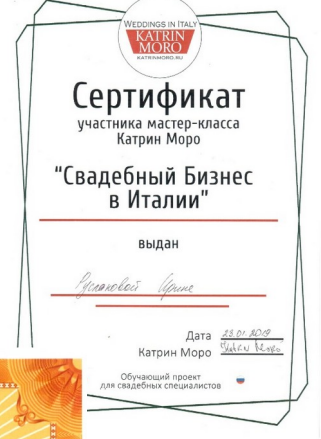 WEDDINGS IN ITALY
KATRIN
MORO
KATRINMORO.RU
Сертификат
участника мастер-класса
Катрин Моро
“Свадебный Бизнес
в Италии”
выдан
Руслановой Ирине
Дата 23.01.2019
Катрин Моро
Обучающий проект
для свадебных специалистов